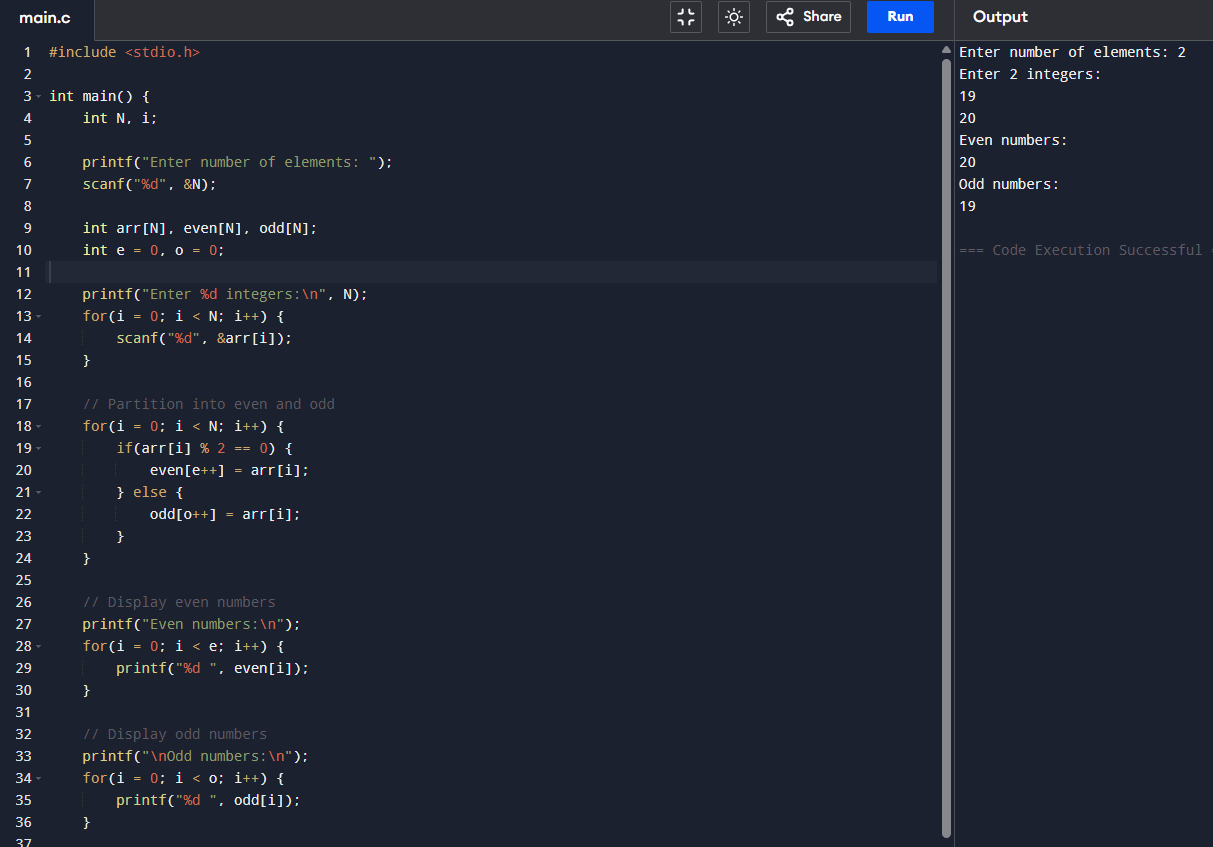 main.c
Share
Run
Output
1 #include <stdio.h>
2
3 int main() {
4     int N, i;
5
6     printf("Enter number of elements: ");
7     scanf("%d", &N);
8
9     int arr[N], even[N], odd[N];
10     int e = 0, o = 0;
11
12     printf("Enter %d integers:\n", N);
13     for(i = 0; i < N; i++) {
14         scanf("%d", &arr[i]);
15     }
16
17     // Partition into even and odd
18     for(i = 0; i < N; i++) {
19         if(arr[i] % 2 == 0) {
20             even[e++] = arr[i];
21         } else {
22             odd[o++] = arr[i];
23         }
24     }
25
26     // Display even numbers
27     printf("Even numbers:\n");
28     for(i = 0; i < e; i++) {
29         printf("%d ", even[i]);
30     }
31
32     // Display odd numbers
33     printf("\nOdd numbers:\n");
34     for(i = 0; i < o; i++) {
35         printf("%d ", odd[i]);
36     }
37
Enter number of elements: 2
Enter 2 integers:
19
20
Even numbers:
20
Odd numbers:
19
=== Code Execution Successful